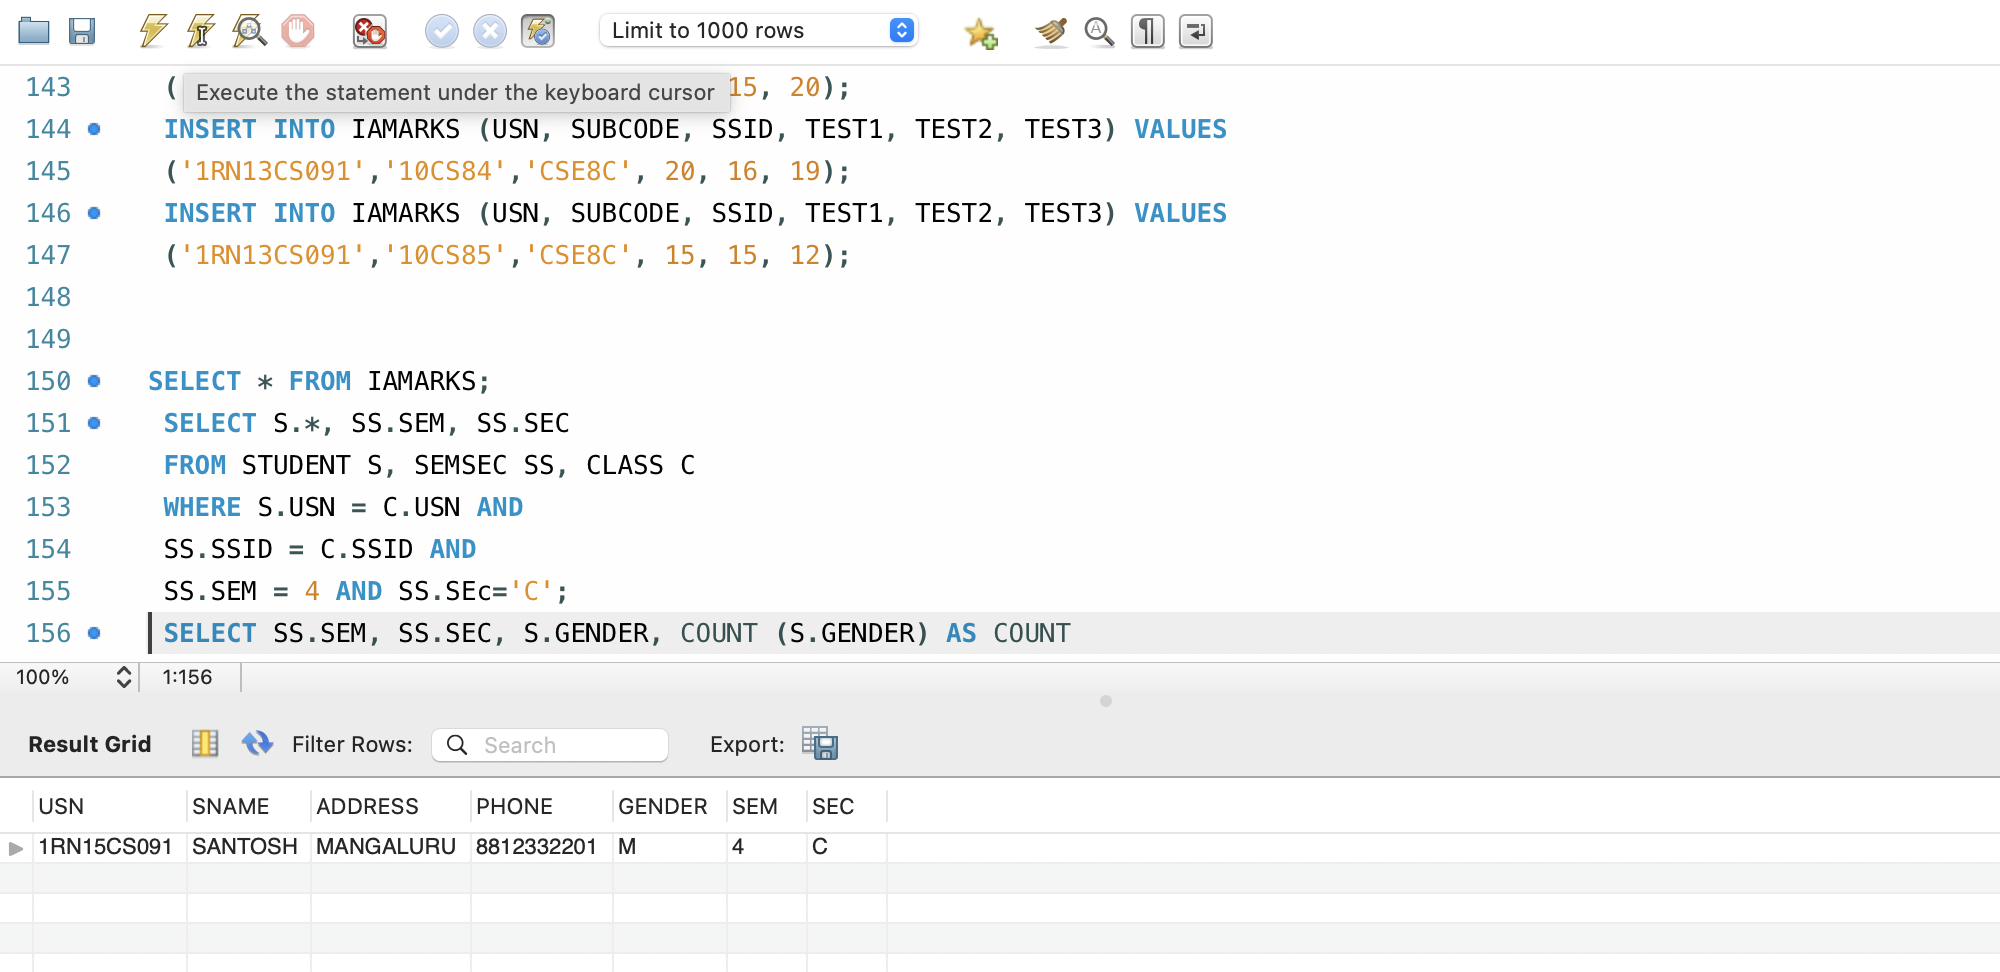 Limit to 1000 rows
Execute the statement under the keyboard cursor
143 ( 15, 20);
144 INSERT INTO IAMARKS (USN, SUBCODE, SSID, TEST1, TEST2, TEST3) VALUES
145 ('1RN13CS091','10CS84','CSE8C', 20, 16, 19);
146 INSERT INTO IAMARKS (USN, SUBCODE, SSID, TEST1, TEST2, TEST3) VALUES
147 ('1RN13CS091','10CS85','CSE8C', 15, 15, 12);
148
149
150 SELECT * FROM IAMARKS;
151 SELECT S.*, SS.SEM, SS.SEC
152 FROM STUDENT S, SEMSEC SS, CLASS C
153 WHERE S.USN = C.USN AND
154 SS.SSID = C.SSID AND
155 SS.SEM = 4 AND SS.SEc='C';
156 SELECT SS.SEM, SS.SEC, S.GENDER, COUNT (S.GENDER) AS COUNT
100% 1:156
Result Grid Filter Rows: Search Export:
USN SNAME ADDRESS PHONE GENDER SEM SEC
1RN15CS091 SANTOSH MANGALURU 8812332201 M 4 C